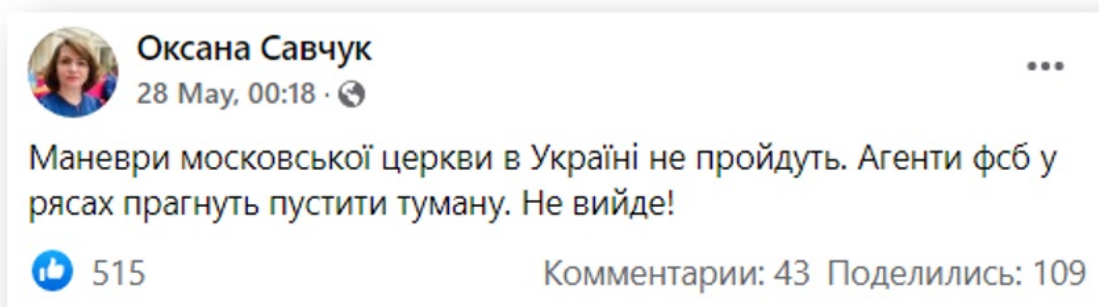 Оксана Савчук
28 May, 00:18 ·
Маневри московської церкви в Україні не пройдуть. Агенти фсб у
рясах прагнуть пустити туману. Не вийде!
515 Комментарии: 43 Поделились: 109